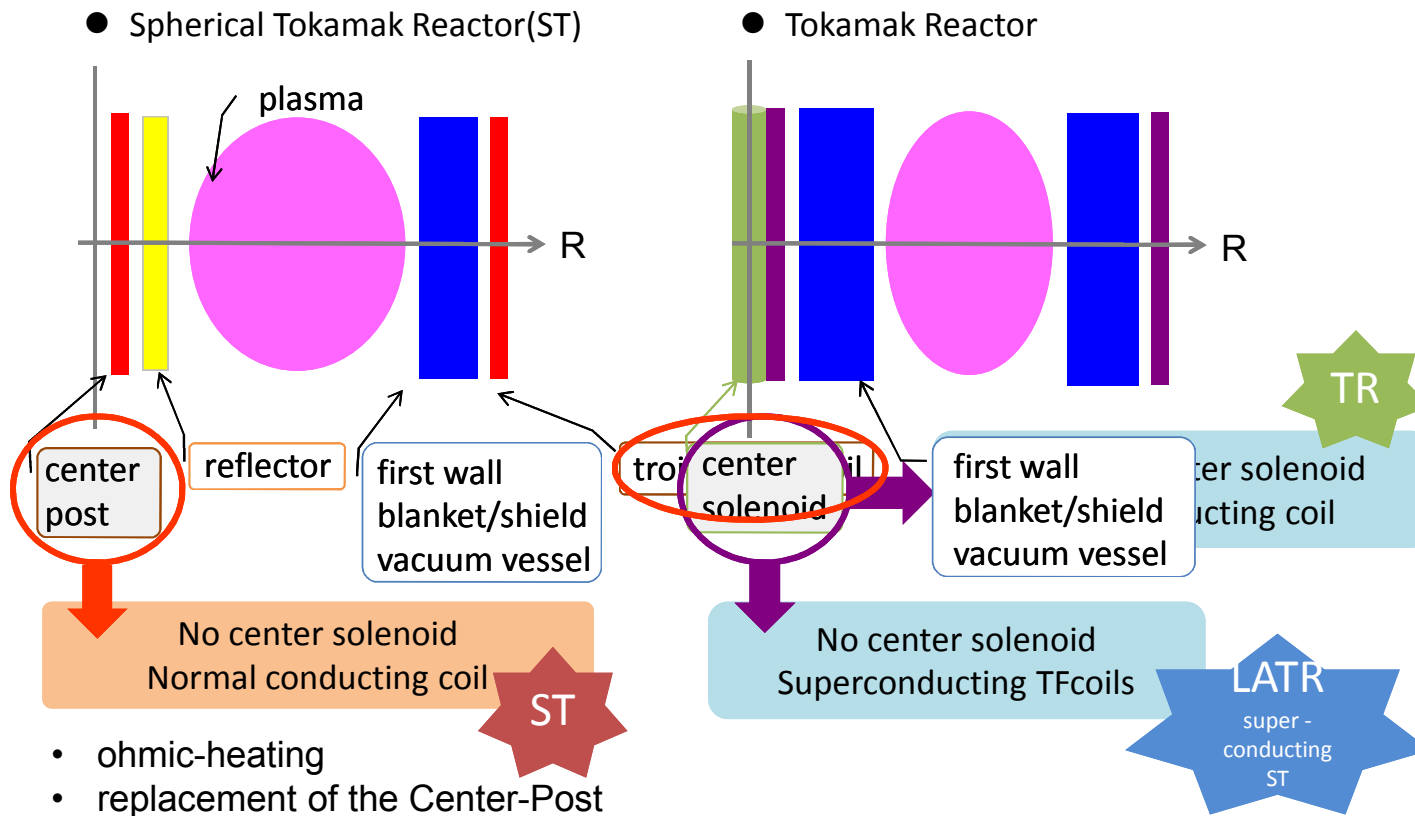 ● Spherical Tokamak Reactor(ST)
plasma
R
center
post
reflector
first wall
blanket/shield
vacuum vessel
No center solenoid
Normal conducting coil
ST
• ohmic-heating
• replacement of the Center-Post
● Tokamak Reactor
R
TR
center
solenoid
first wall
blanket/shield
vacuum vessel
solenoid
coil
No center solenoid
Superconducting TFcoils
LATR
super -
conducting
ST